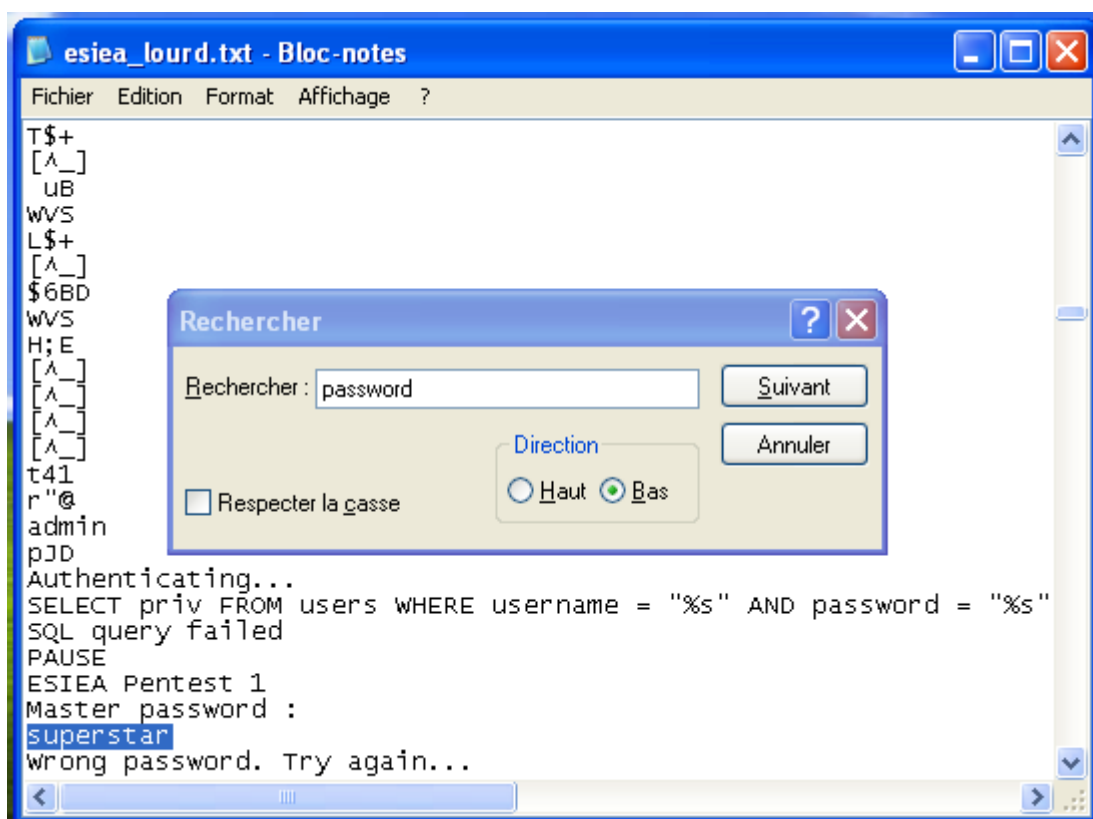 esiea_lourd.txt - Bloc-notes
Fichier Edition Format Affichage ?
T$+
[^_]
uB
WVS
L$+
[^_]
$6BD
WVS
H;E
[^_]
[^_]
[^_]
[^_]
t41
r"@
admin
pJD
Authenticating...
SELECT priv FROM users WHERE username = "%s" AND password = "%s"
SQL query failed
PAUSE
ESIEA Pentest 1
Master password :
superstar
Wrong password. Try again...
Rechercher
Rechercher : password
Suivant
Annuler
Direction
Haut Bas
Respecter la casse